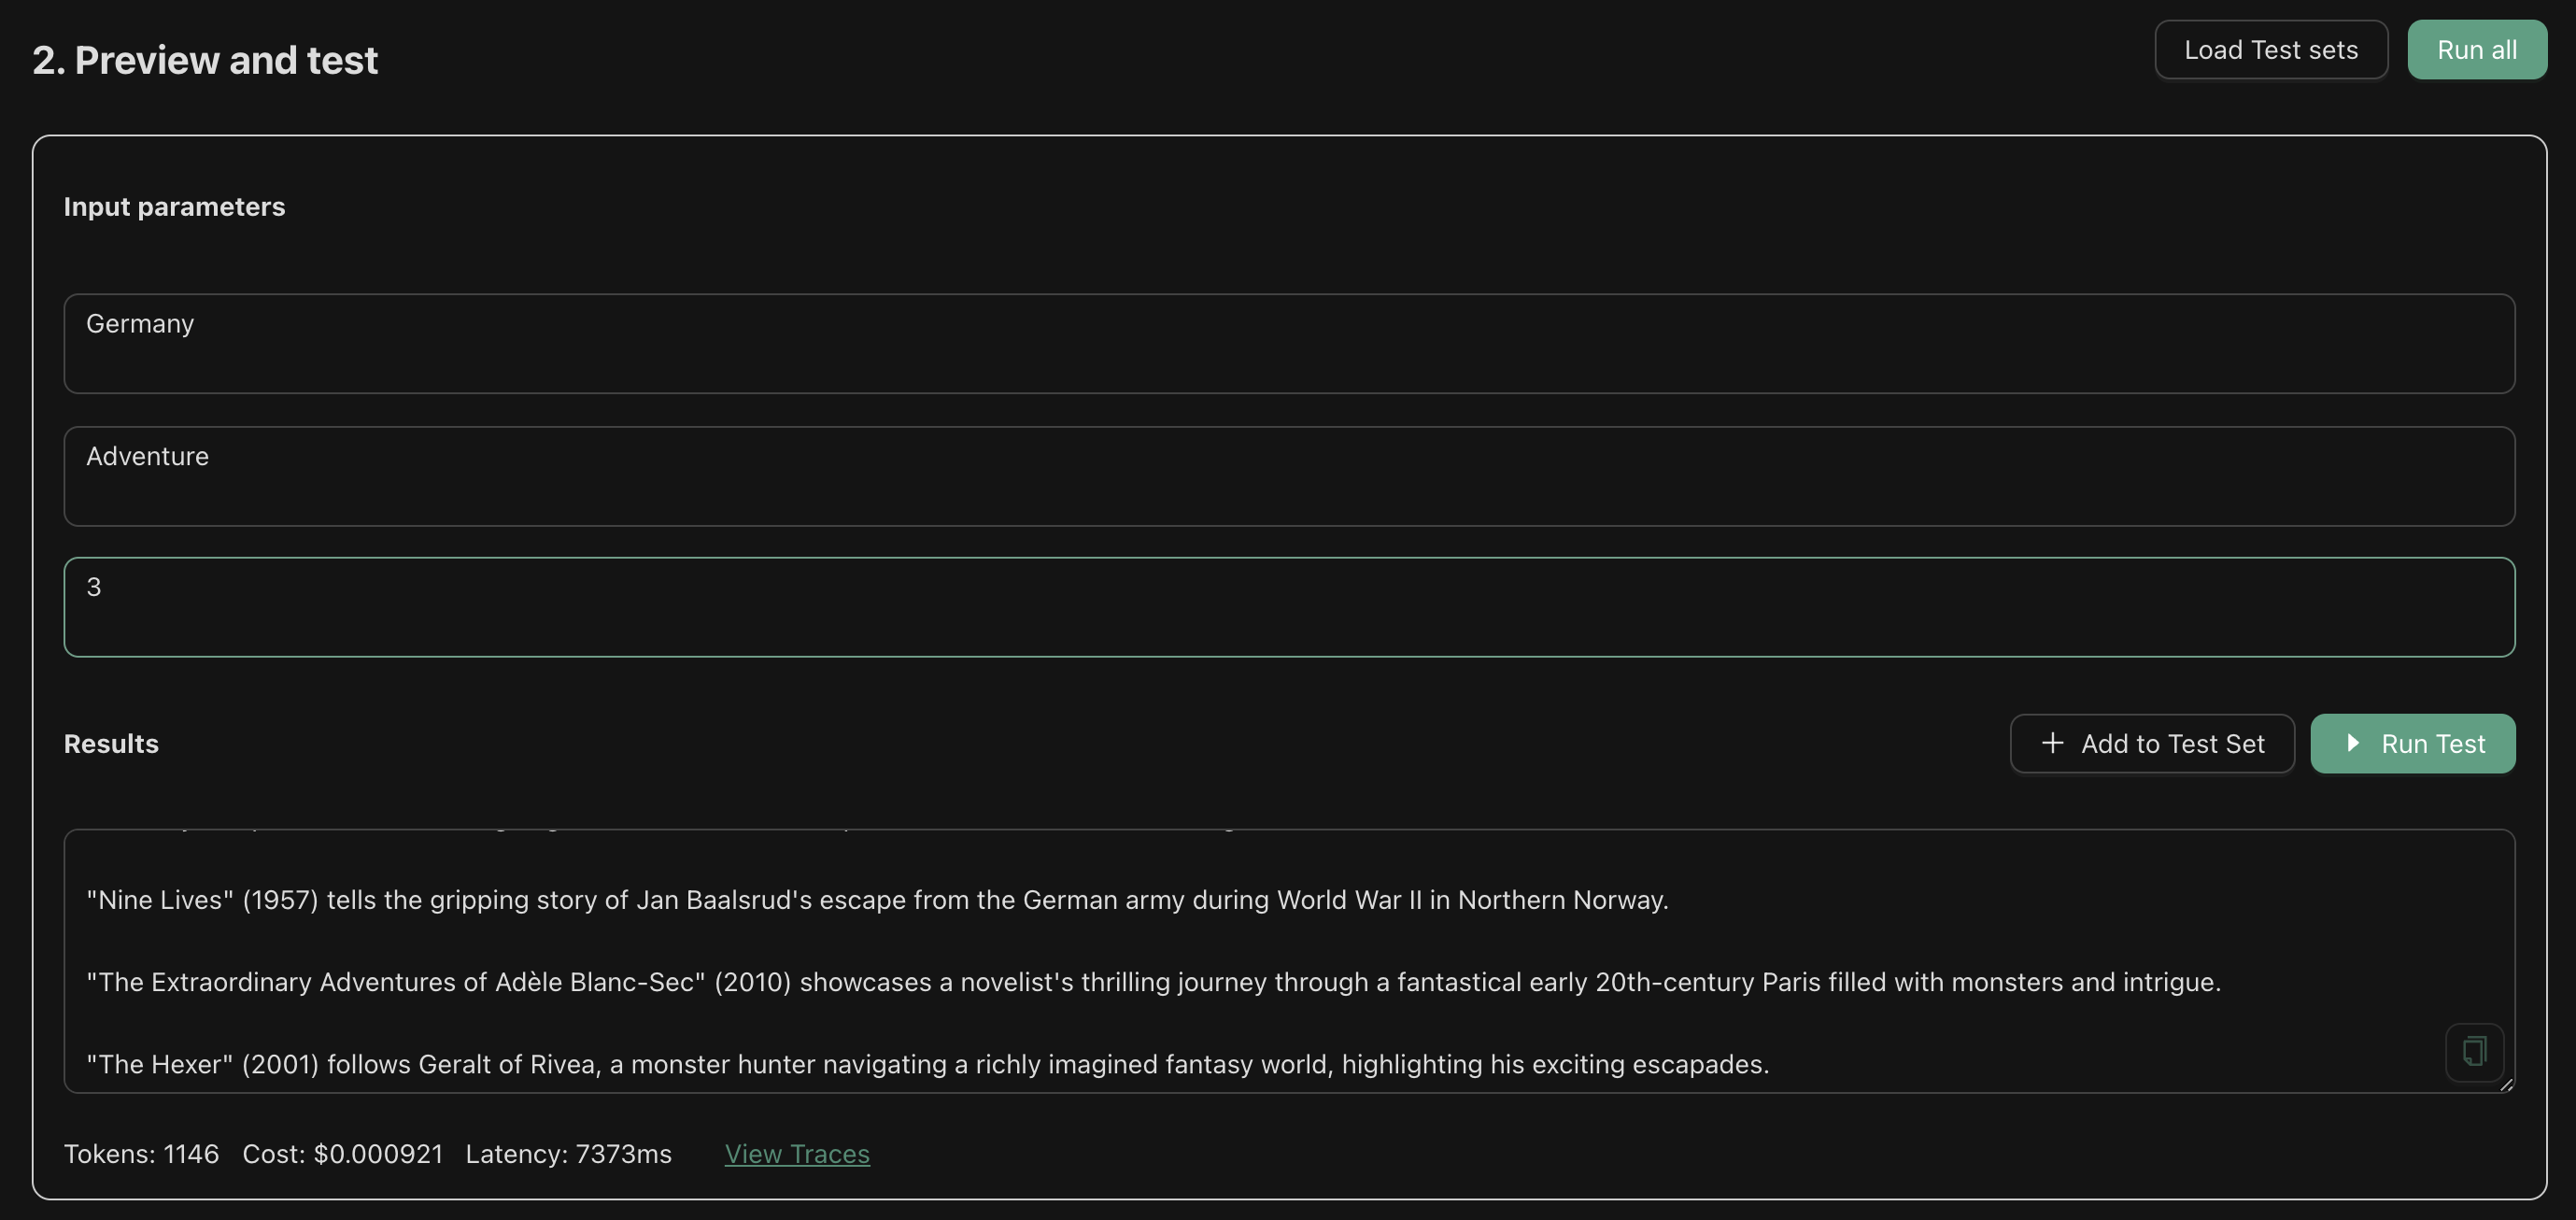 2. Preview and test
Load Test sets
Run all
Input parameters
Germany
Adventure
3
Results
+ Add to Test Set
Run Test
"Nine Lives" (1957) tells the gripping story of Jan Baalsrud's escape from the German army during World War II in Northern Norway.
"The Extraordinary Adventures of Adèle Blanc-Sec" (2010) showcases a novelist's thrilling journey through a fantastical early 20th-century Paris filled with monsters and intrigue.
"The Hexer" (2001) follows Geralt of Rivea, a monster hunter navigating a richly imagined fantasy world, highlighting his exciting escapades.
Tokens: 1146 Cost: $0.000921 Latency: 7373ms View Traces